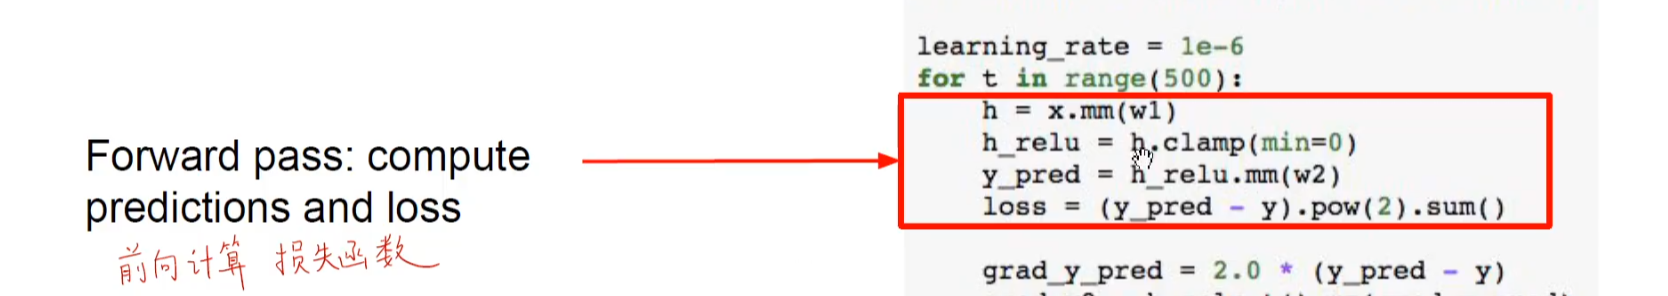 Forward pass: compute
predictions and loss
前向计算 损失函数
learning_rate = 1e-6
for t in range(500):
h = x.mm(w1)
h_relu = h.clamp(min=0)
y_pred = h_relu.mm(w2)
loss = (y_pred - y).pow(2).sum()
grad_y_pred = 2.0 * (y_pred - y)